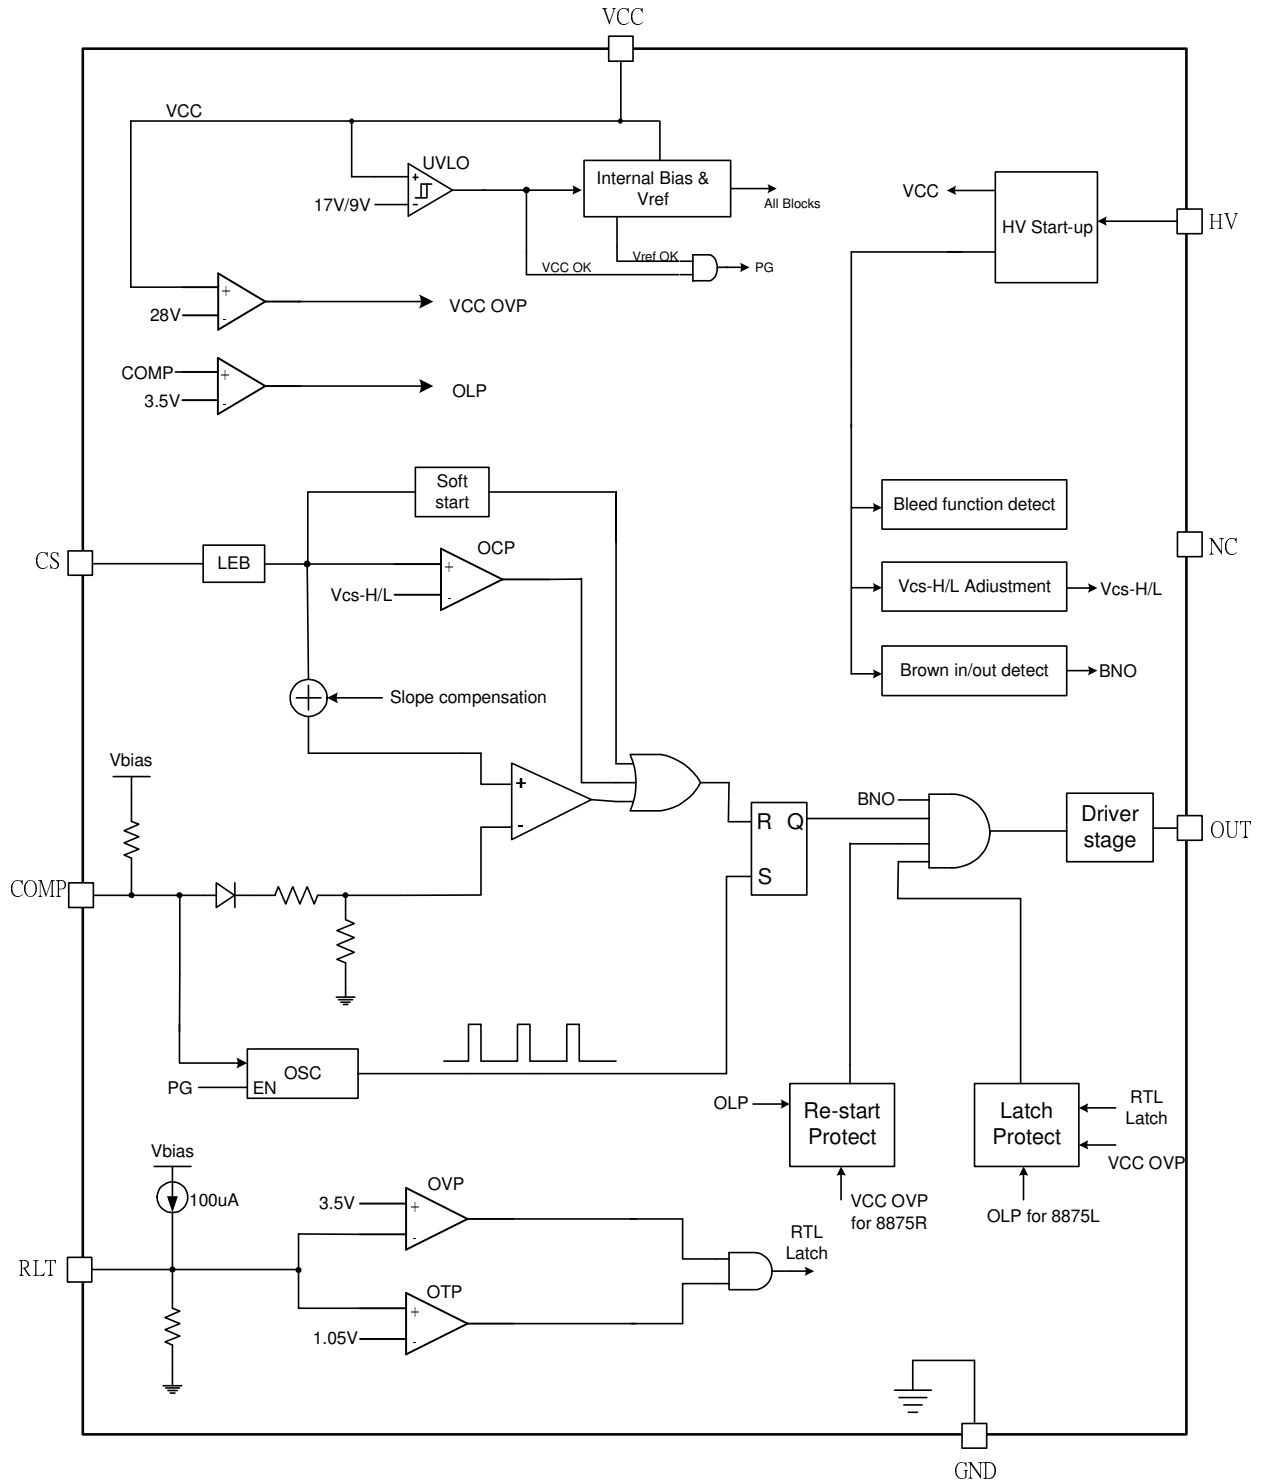 VCC
VCC
UVLO
17V/9V
+
-
Internal Bias &
Vref
All Blocks
Vref OK
VCC OK
PG
VCC
HV Start-up
HV
+
28V
-
VCC OVP
COMP
+
3.5V
-
OLP
Soft
start
Bleed function detect
CS
LEB
OCP
+
Vcs-H/L
-
NC
Vcs-H/L Adiustment
Vcs-H/L
Brown in/out detect
BNO
Slope compensation
Vbias
+
-
R Q
S
BNO
Driver
stage
OUT
COMP
OSC
PG
EN
OLP
Re-start
Protect
VCC OVP
for 8875R
Latch
Protect
RTL
Latch
VCC OVP
OLP for 8875L
Vbias
100uA
OVP
3.5V
+
-
RTL
Latch
RLT
OTP
+
1.05V
-
GND